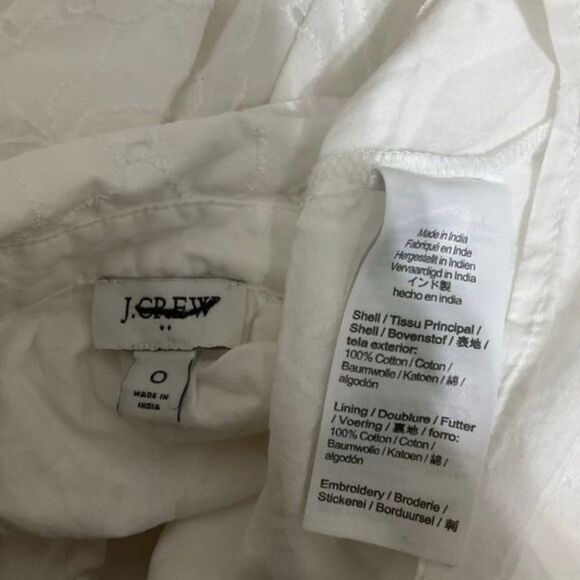 J.CREW
0
MADE IN
INDIA
Made in India
Fabriqué en Inde
Hergestellt in Indien
Vervaardigd in India
インド製
hecho en india
Shell / Tissu Principal /
Shell / Bovenstof / 表地 /
tela exterior:
100% Cotton / Coton /
Baumwolle / Katoen / 綿 /
algodón
Lining / Doublure / Futter
/ Voering / 裏地 / forro:
100% Cotton / Coton /
Baumwolle / Katoen / 綿 /
algodón
Embroidery / Broderie /
Stickerei / Borduursel / 刺